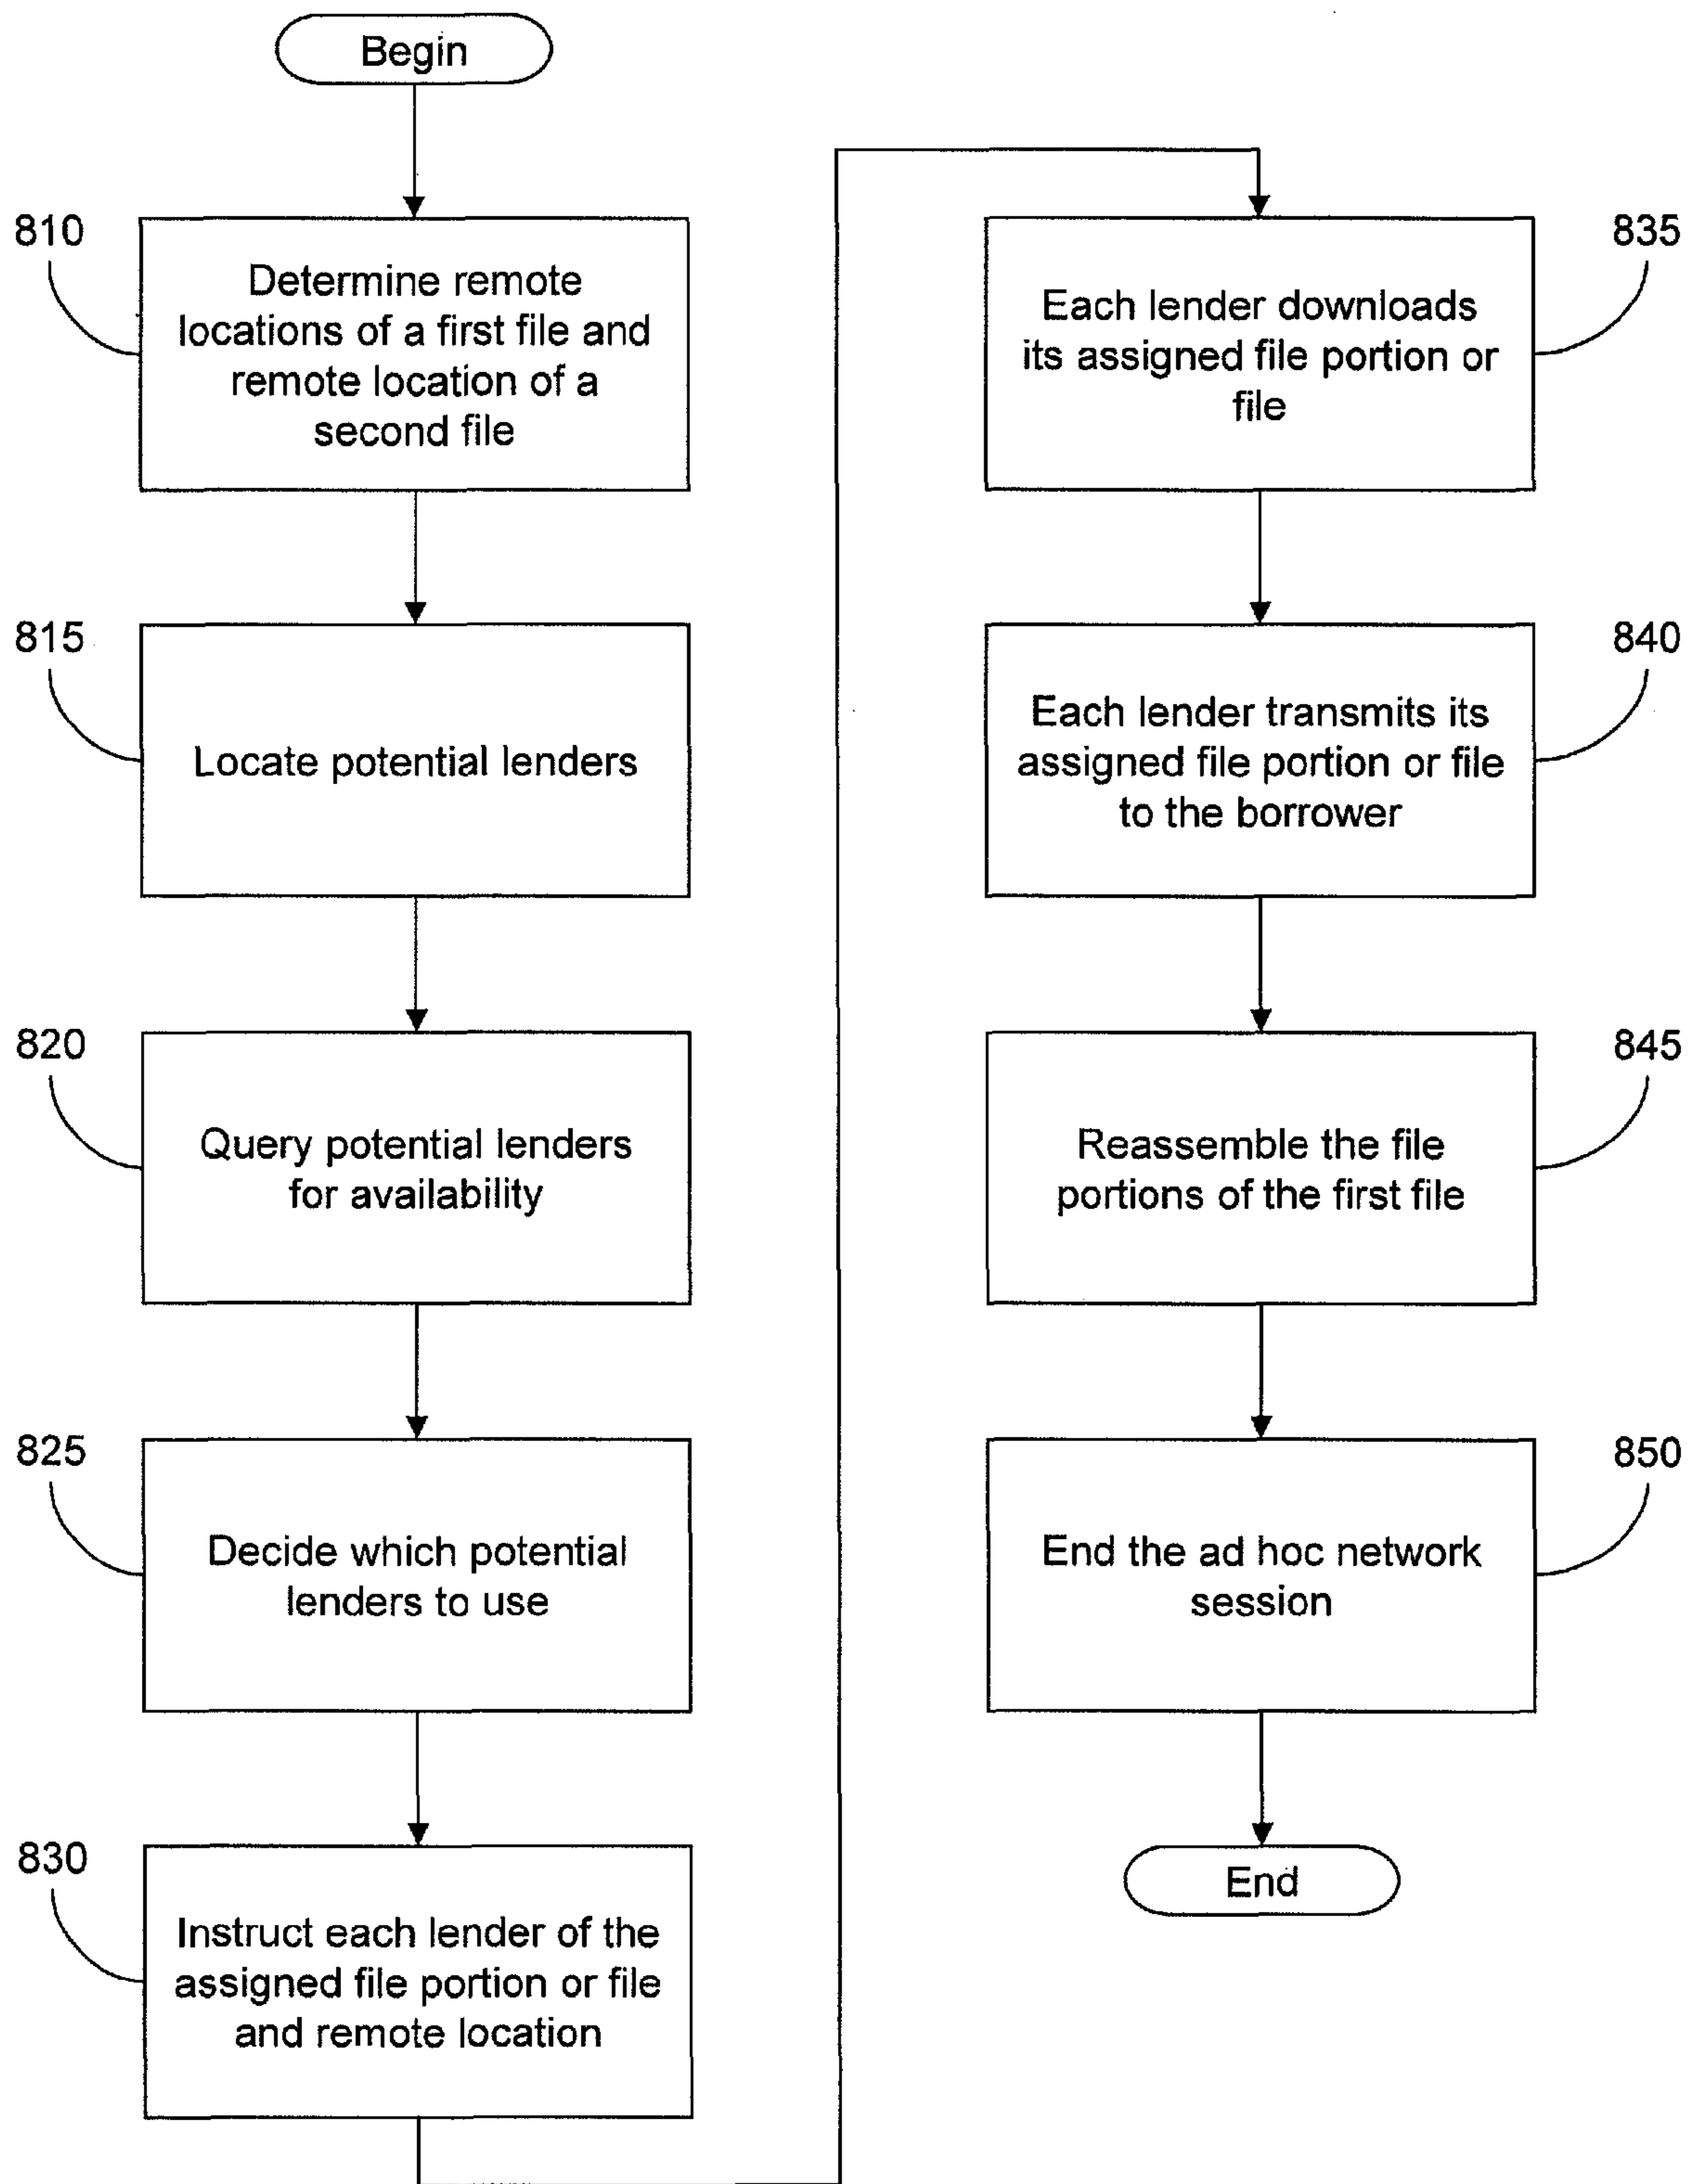 Begin
810
Determine remote
locations of a first file and
remote location of a
second file
815
Locate potential lenders
820
Query potential lenders
for availability
825
Decide which potential
lenders to use
830
Instruct each lender of the
assigned file portion or file
and remote location
835
Each lender downloads
its assigned file portion or
file
840
Each lender transmits its
assigned file portion or file
to the borrower
845
Reassemble the file
portions of the first file
850
End the ad hoc network
session
End